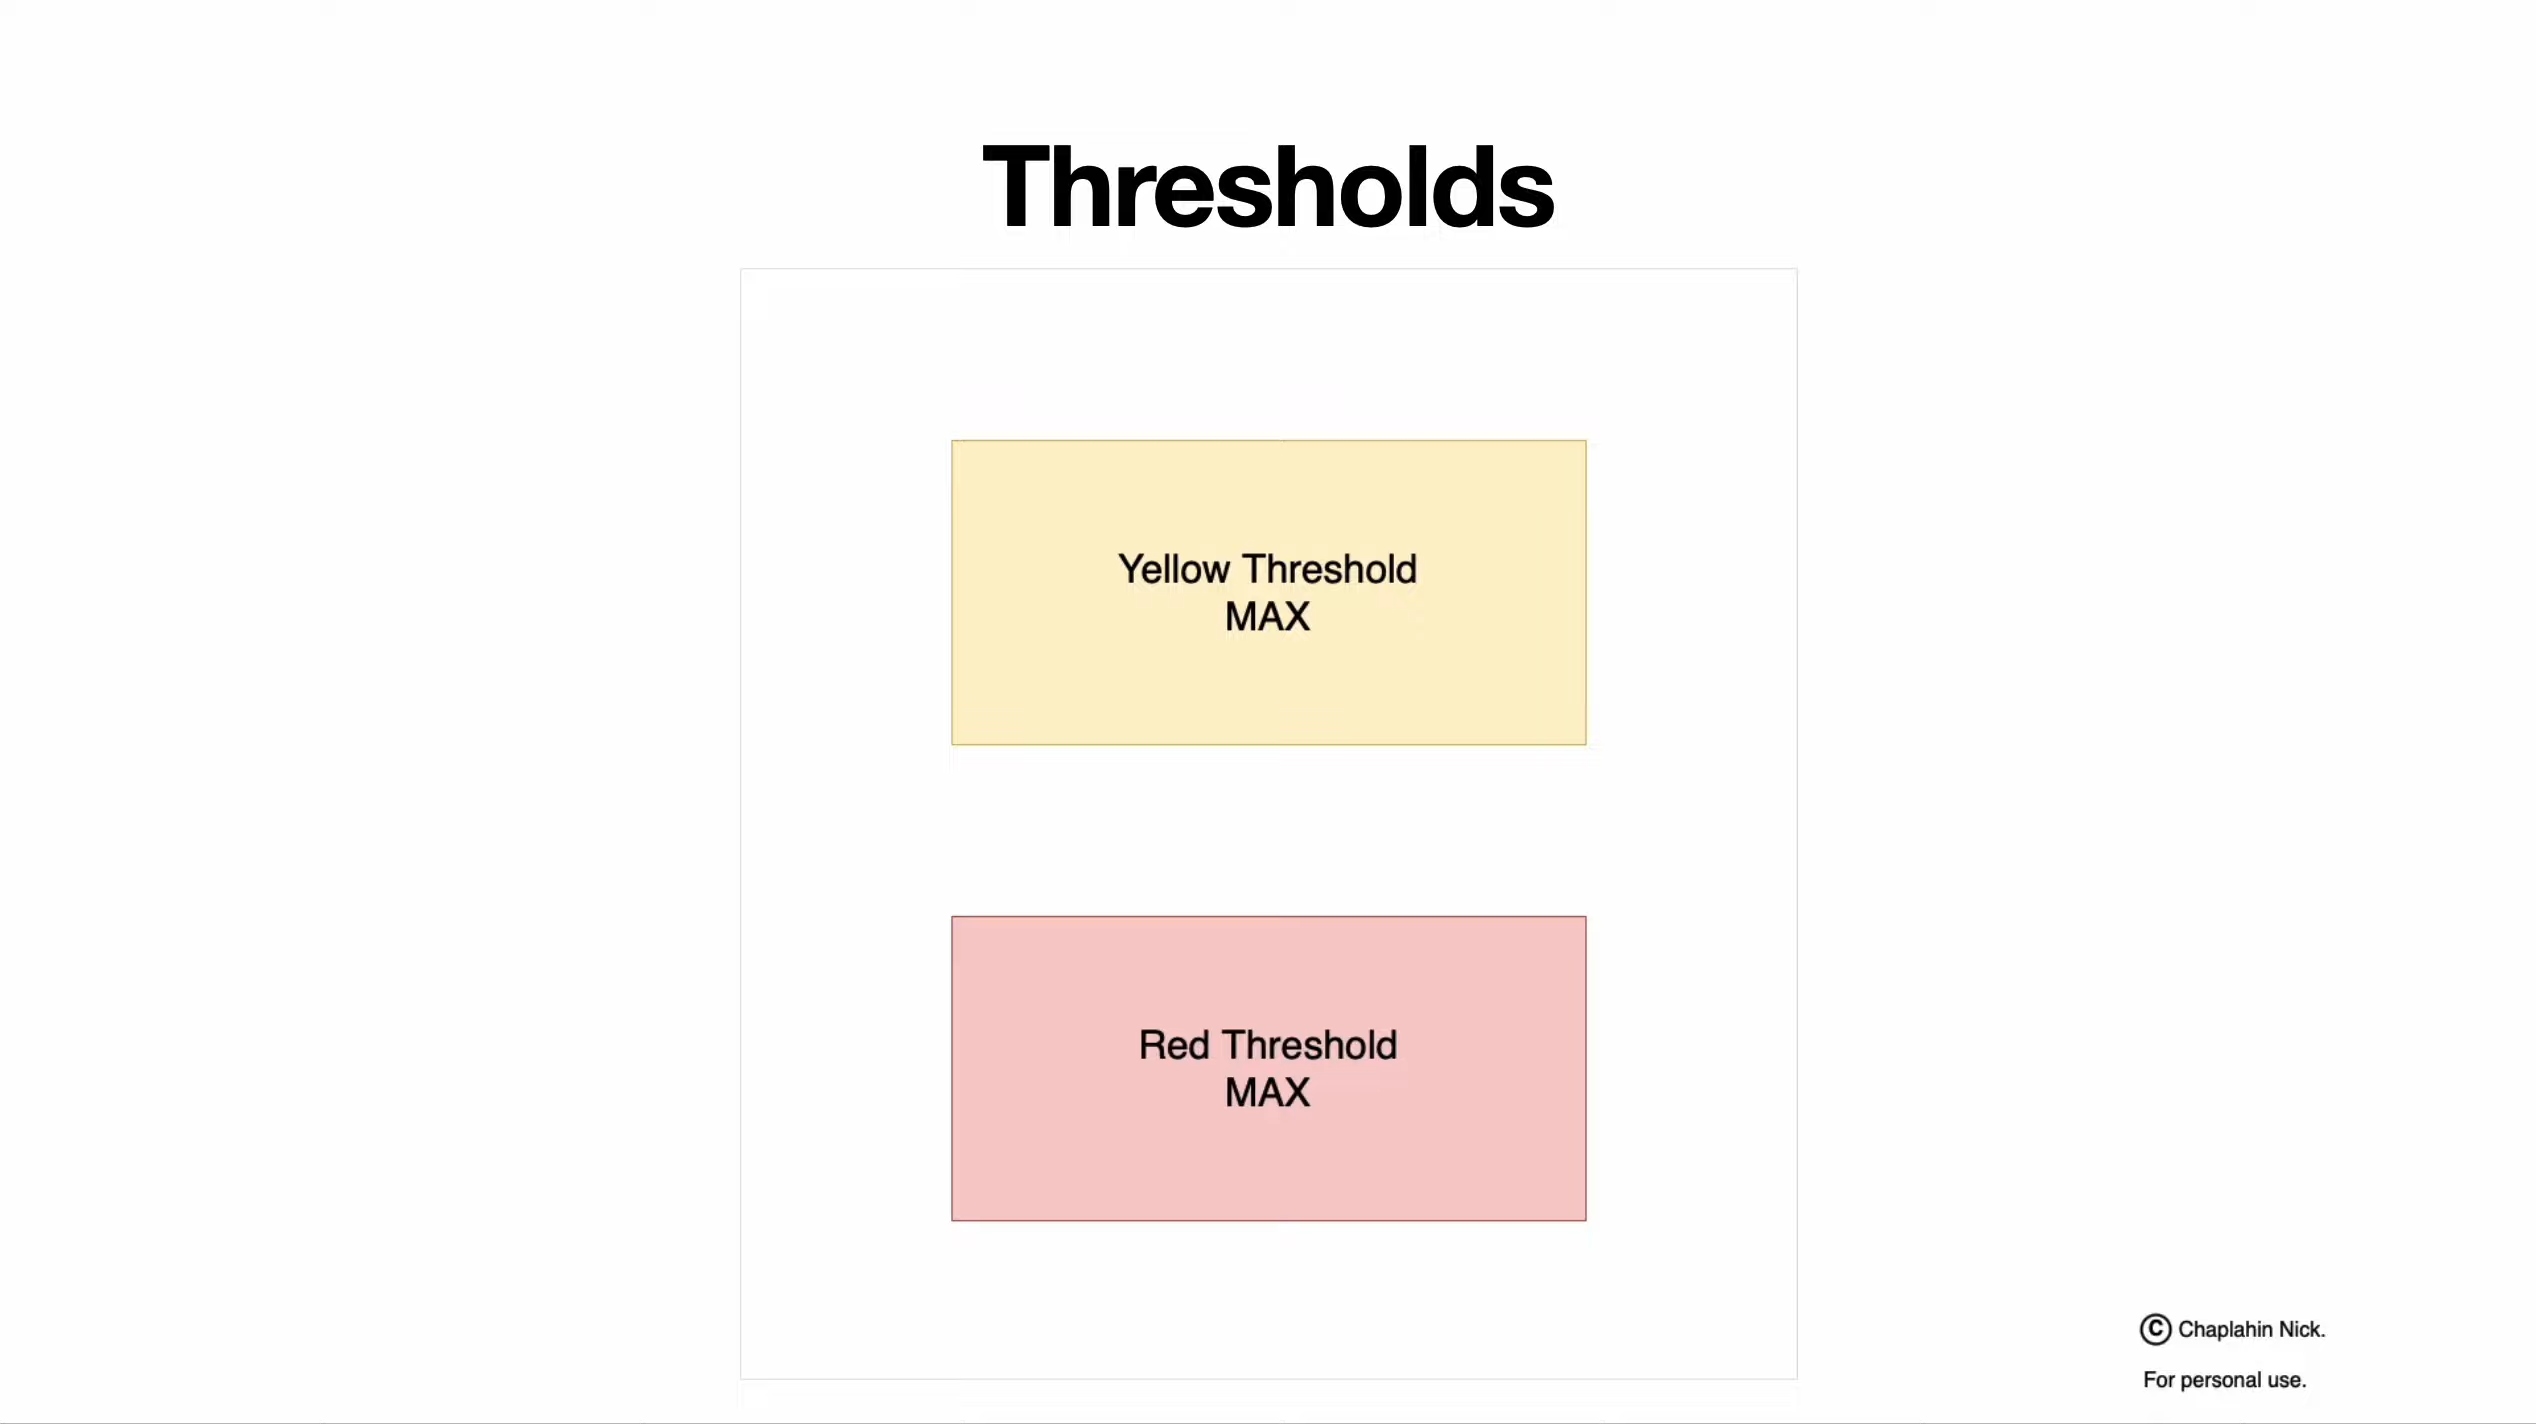 Thresholds
Yellow Threshold
MAX
Red Threshold
MAX
© Chaplahin Nick.
For personal use.